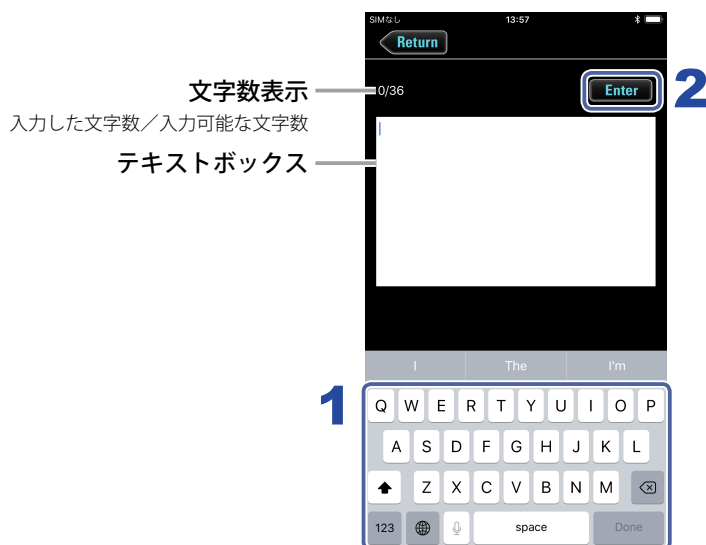 SIMなし 13:57
Return
文字数表示
0/36
Enter
2
入力した文字数／入力可能な文字数
テキストボックス
I The I'm
1
Q W E R T Y U I O P
A S D F G H J K L
Z X C V B N M
123 space Done